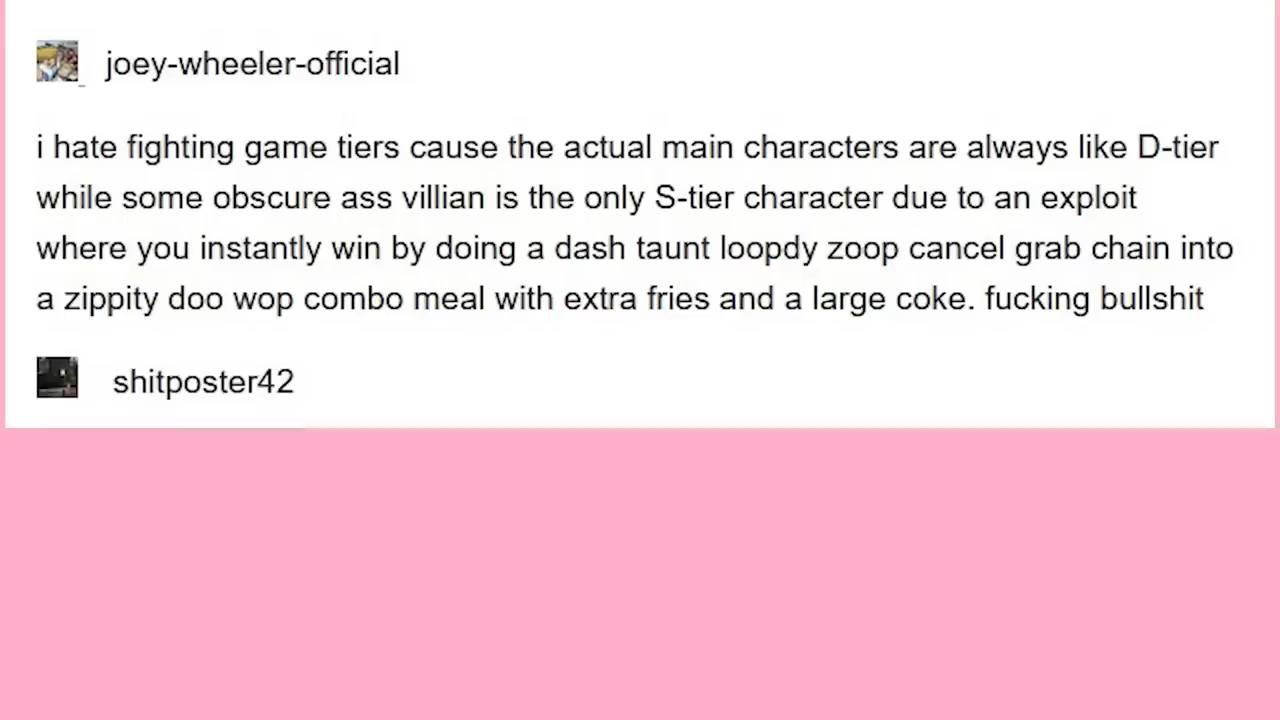 joey-wheeler-official
i hate fighting game tiers cause the actual main characters are always like D-tier
while some obscure ass villian is the only S-tier character due to an exploit
where you instantly win by doing a dash taunt loopdy zoop cancel grab chain into
a zippity doo wop combo meal with extra fries and a large coke. fucking bullshit
shitposter42